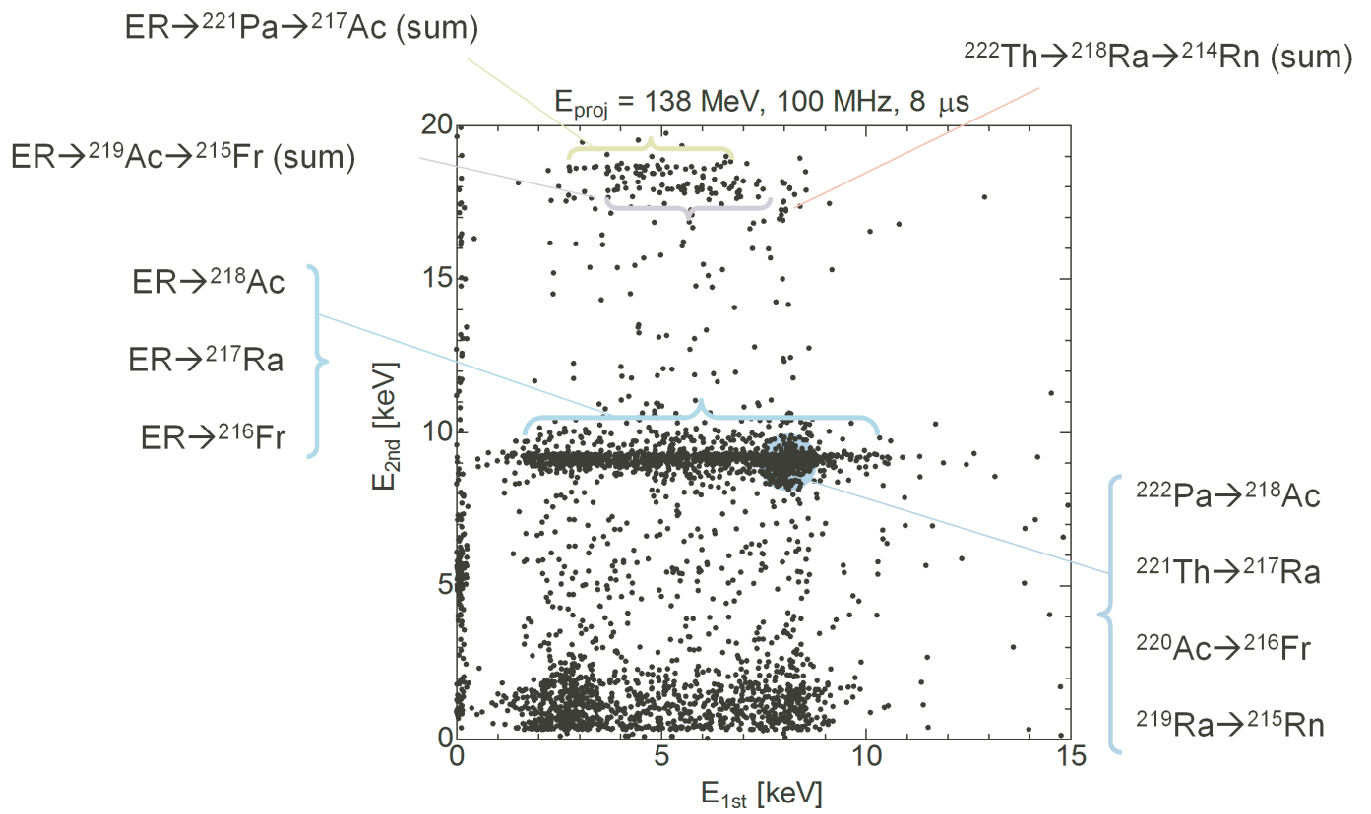 ER→²²¹Pa→²¹⁷Ac (sum)
²²²Th→²¹⁸Ra→²¹⁴Rn (sum)
E_proj = 138 MeV, 100 MHz, 8 μs
ER→²¹⁹Ac→²¹⁵Fr (sum)
ER→²¹⁸Ac
ER→²¹⁷Ra
ER→²¹⁶Fr
20
15
10
5
0
E_2nd [keV]
0
5
10
15
E_1st [keV]
²²²Pa→²¹⁸Ac
²²¹Th→²¹⁷Ra
²²⁰Ac→²¹⁶Fr
²¹⁹Ra→²¹⁵Rn